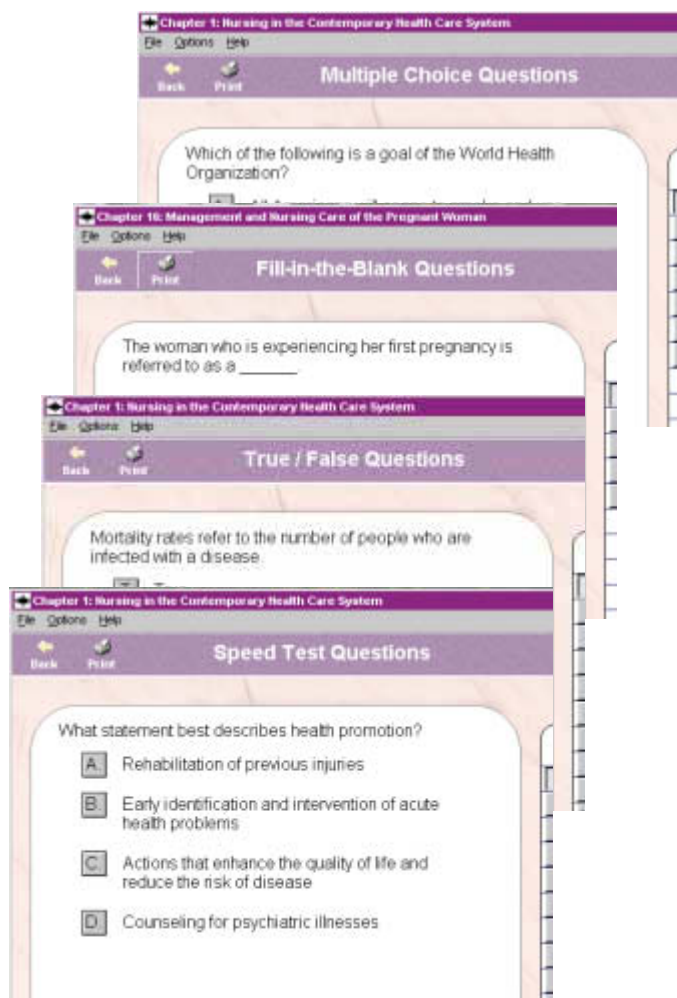 Chapter 1: Nursing in the Contemporary Health Care System
File Options Help
Back Print Multiple Choice Questions
Which of the following is a goal of the World Health
Organization?
Chapter 16: Management and Nursing Care of the Pregnant Woman
File Options Help
Back Print Fill-in-the-Blank Questions
The woman who is experiencing her first pregnancy is
referred to as a ______
Chapter 1: Nursing in the Contemporary Health Care System
File Options Help
Back Print True / False Questions
Mortality rates refer to the number of people who are
infected with a disease.
Chapter 1: Nursing in the Contemporary Health Care System
File Options Help
Back Print Speed Test Questions
What statement best describes health promotion?
A. Rehabilitation of previous injuries
B. Early identification and intervention of acute
health problems
C. Actions that enhance the quality of life and
reduce the risk of disease
D. Counseling for psychiatric illnesses